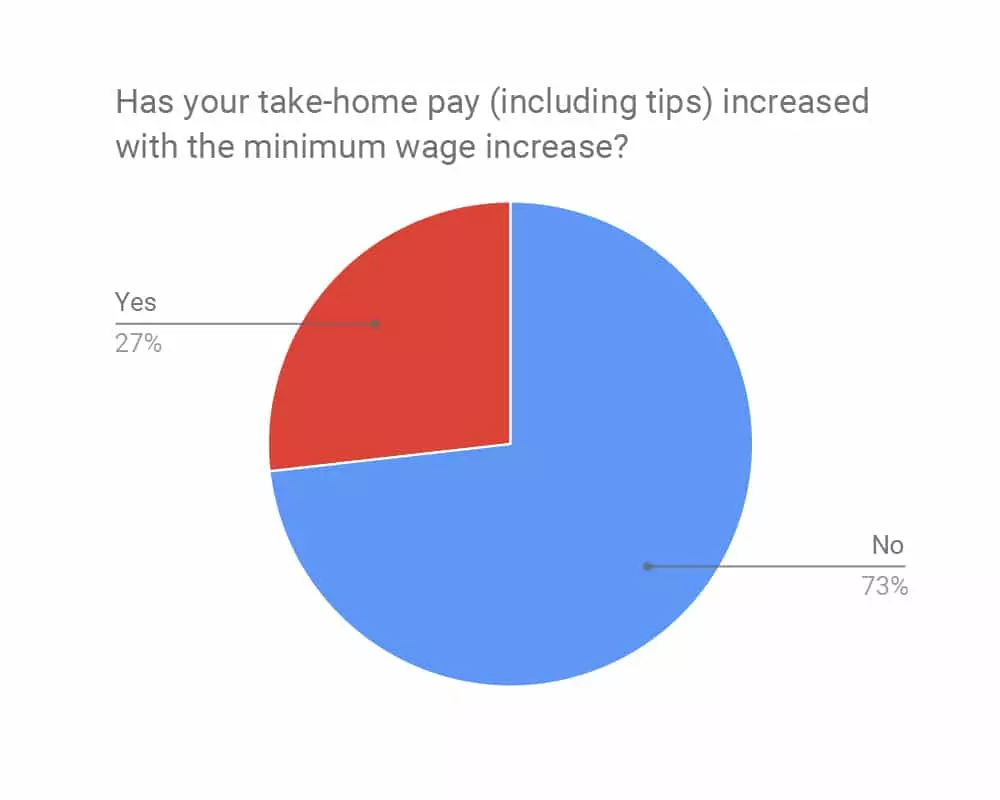 Has your take-home pay (including tips) increased
with the minimum wage increase?
Yes
27%
No
73%